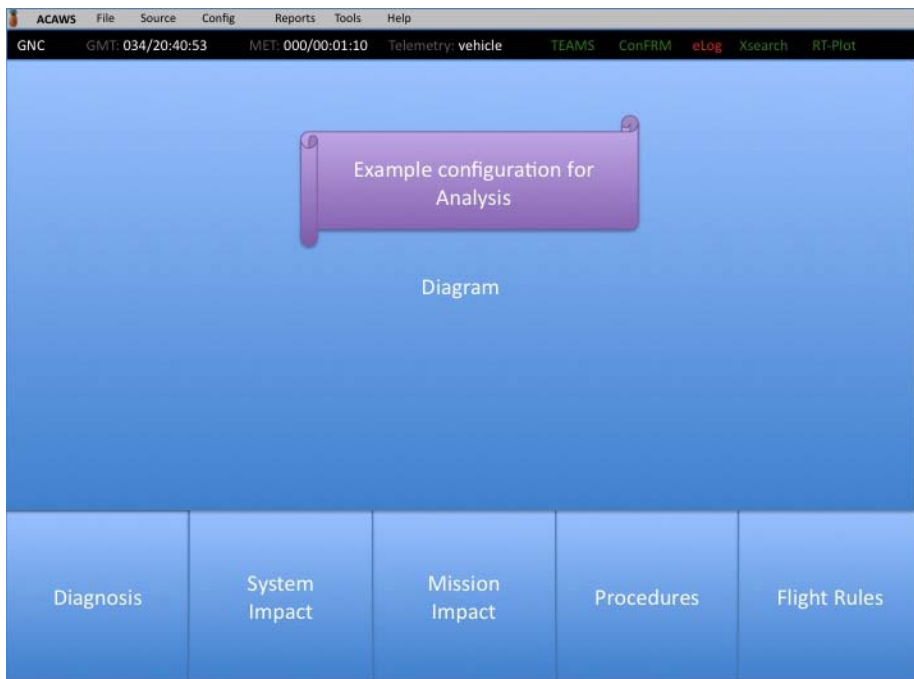 ACAWS File Source Config Reports Tools Help
GNC GMT: 034/20:40:53 MET: 000/00:01:10 Telemetry: vehicle TEAMS ConFRM eLog Xsearch RT-Plot
Example configuration for
Analysis
Diagram
Diagnosis
System
Impact
Mission
Impact
Procedures
Flight Rules